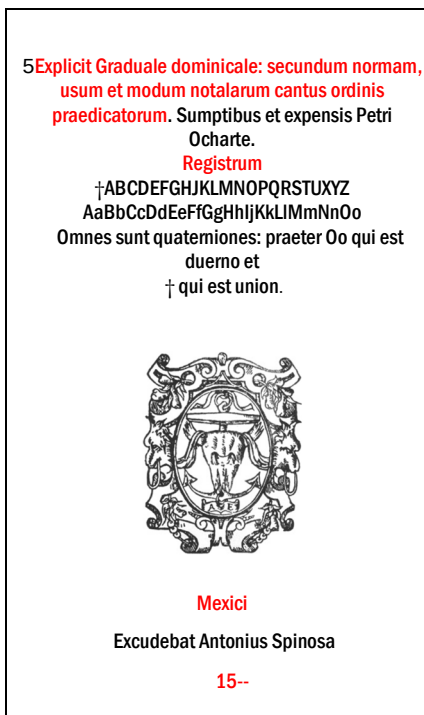 5Explicit Graduale dominicale: secundum normam,
usum et modum notalarum cantus ordinis
praedicatorum. Sumptibus et expensis Petri
Ocharte.
Registrum
†ABCDEFGHJKLMNOPQRSTUXYZ
AaBbCcDdEeFfGgHhIjKkLlMmNnOo
Omnes sunt quaterniones: praeter Oo qui est
duerno et
† qui est union.
Mexici
Excudebat Antonius Spinosa
15--